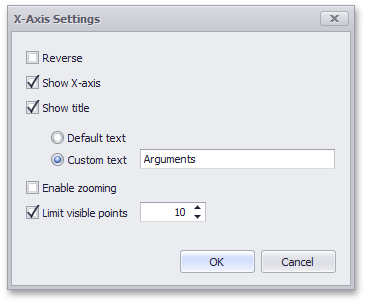 X-Axis Settings
Reverse
Show X-axis
Show title
Default text
Custom text Arguments
Enable zooming
Limit visible points 10
OK Cancel